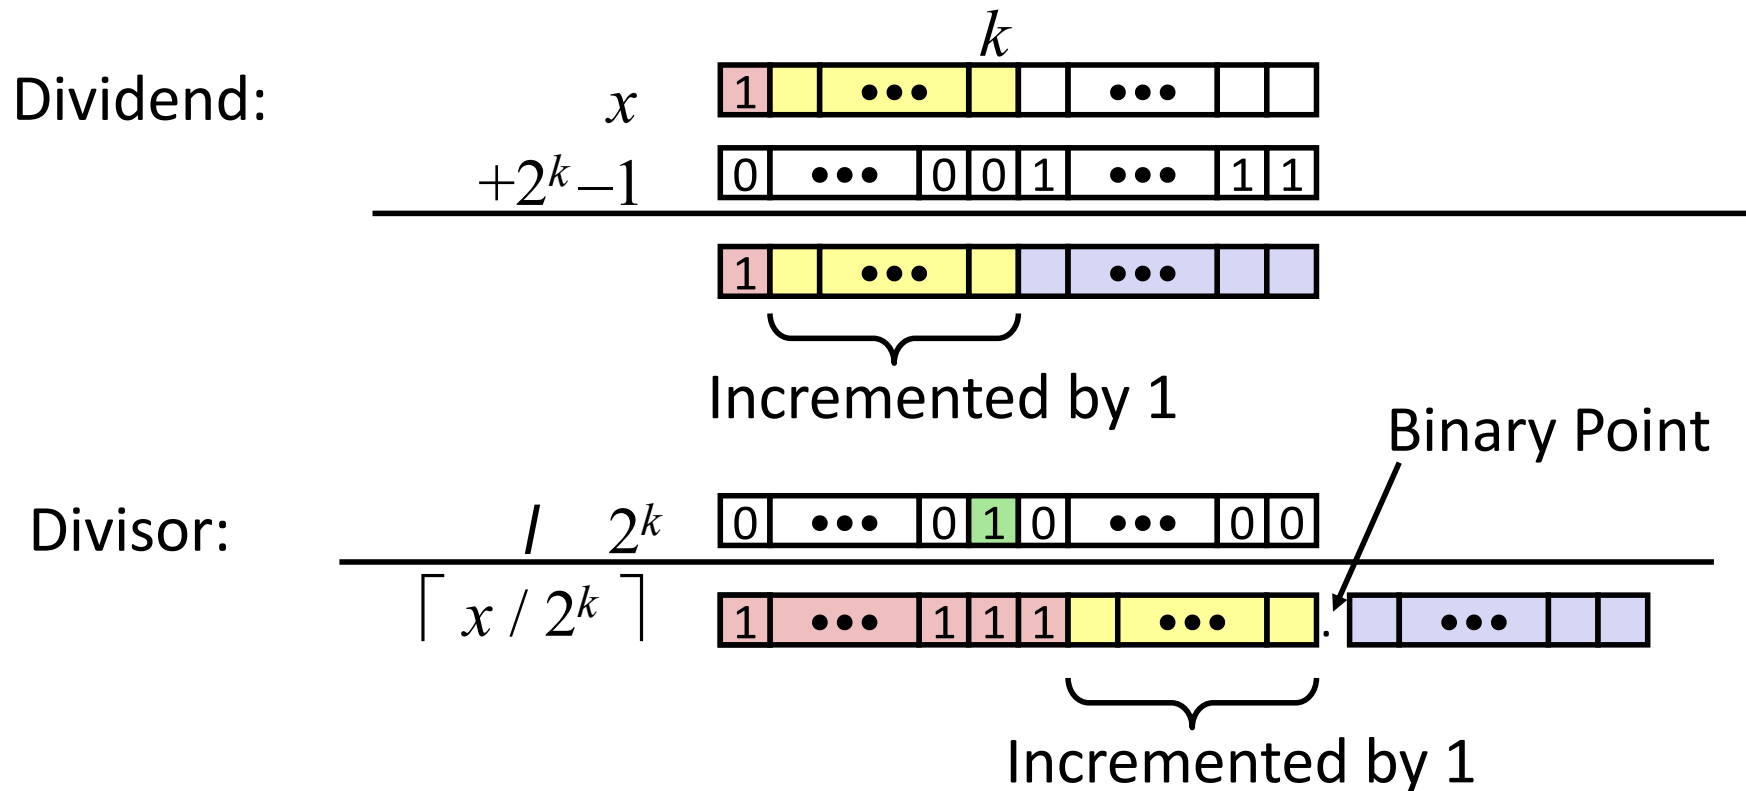 k
Dividend: x 1 ••• •••
+2^k–1 0 ••• 0 0 1 ••• 1 1
1 ••• •••
Incremented by 1
Binary Point
Divisor: / 2^k 0 ••• 0 1 0 ••• 0 0
⌈ x / 2^k ⌉ 1 ••• 1 1 1 ••• . •••
Incremented by 1